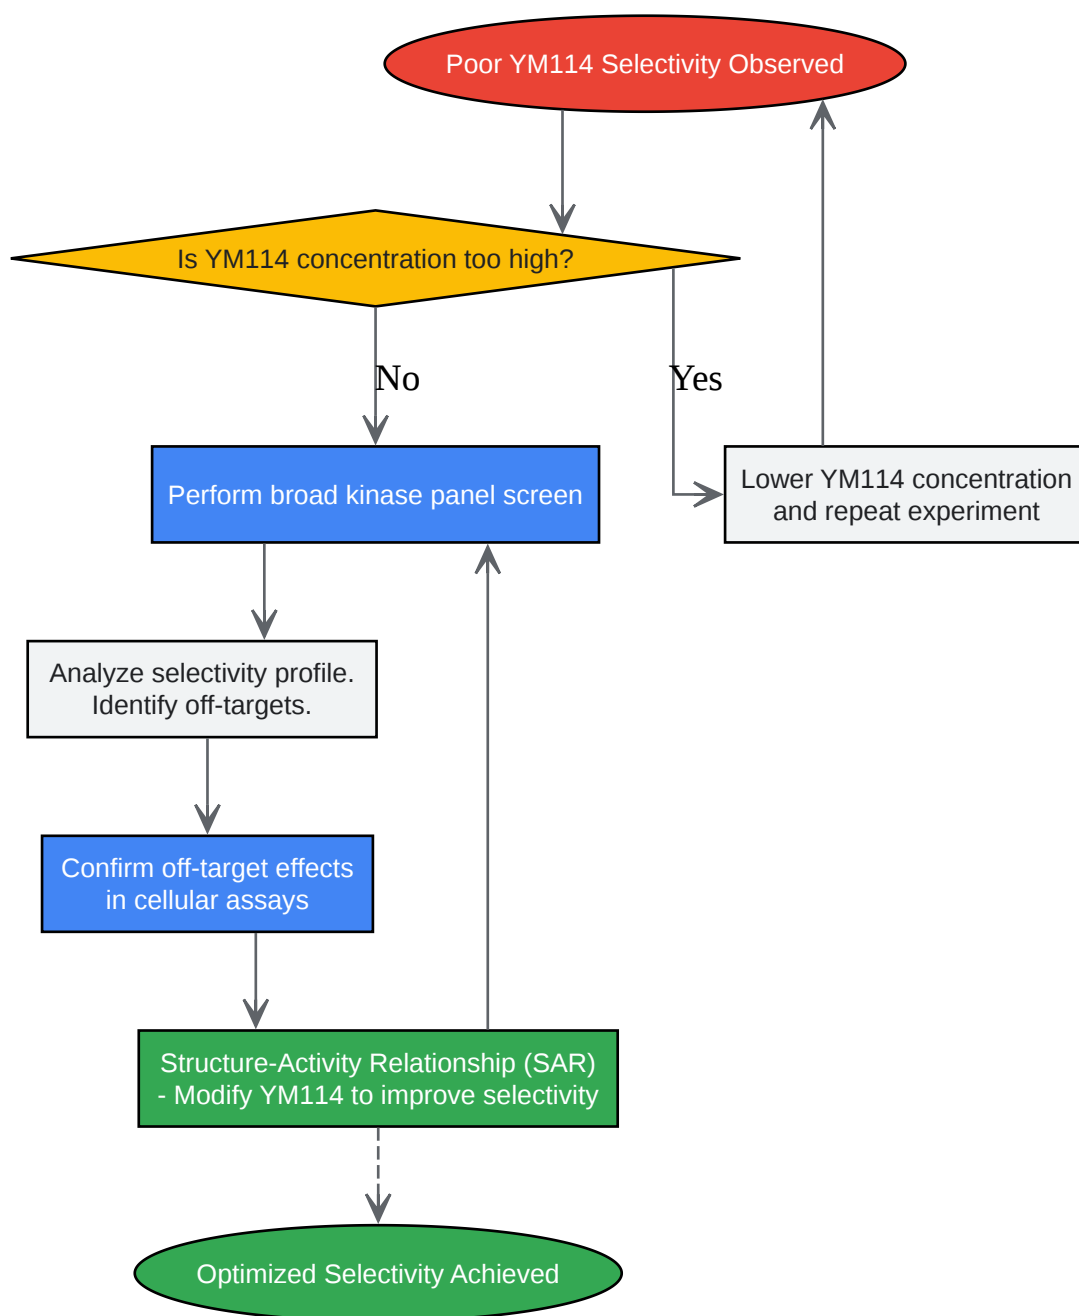 Poor YM114 Selectivity Observed
Is YM114 concentration too high?
No
Yes
Perform broad kinase panel screen
Lower YM114 concentration
and repeat experiment
Analyze selectivity profile.
Identify off-targets.
Confirm off-target effects
in cellular assays
Structure-Activity Relationship (SAR)
- Modify YM114 to improve selectivity
Optimized Selectivity Achieved